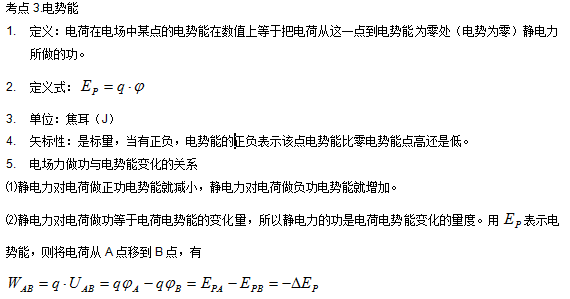 考点 3.电势能
1. 定义：电荷在电场中某点的电势能在数值上等于把电荷从这一点到电势能为零处（电势为零）静电力
所做的功。
2. 定义式：E_P = q·φ
3. 单位：焦耳（J）
4. 矢标性：是标量，当有正负，电势能的正负表示该点电势能比零电势能点高还是低。
5. 电场力做功与电势能变化的关系
⑴静电力对电荷做正功电势能就减小，静电力对电荷做负功电势能就增加。
⑵静电力对电荷做功等于电荷电势能的变化量，所以静电力的功是电荷电势能变化的量度。用 E_P 表示电
势能，则将电荷从 A 点移到 B 点，有
W_{AB} = q·U_{AB} = qφ_A − qφ_B = E_{PA} − E_{PB} = −ΔE_P